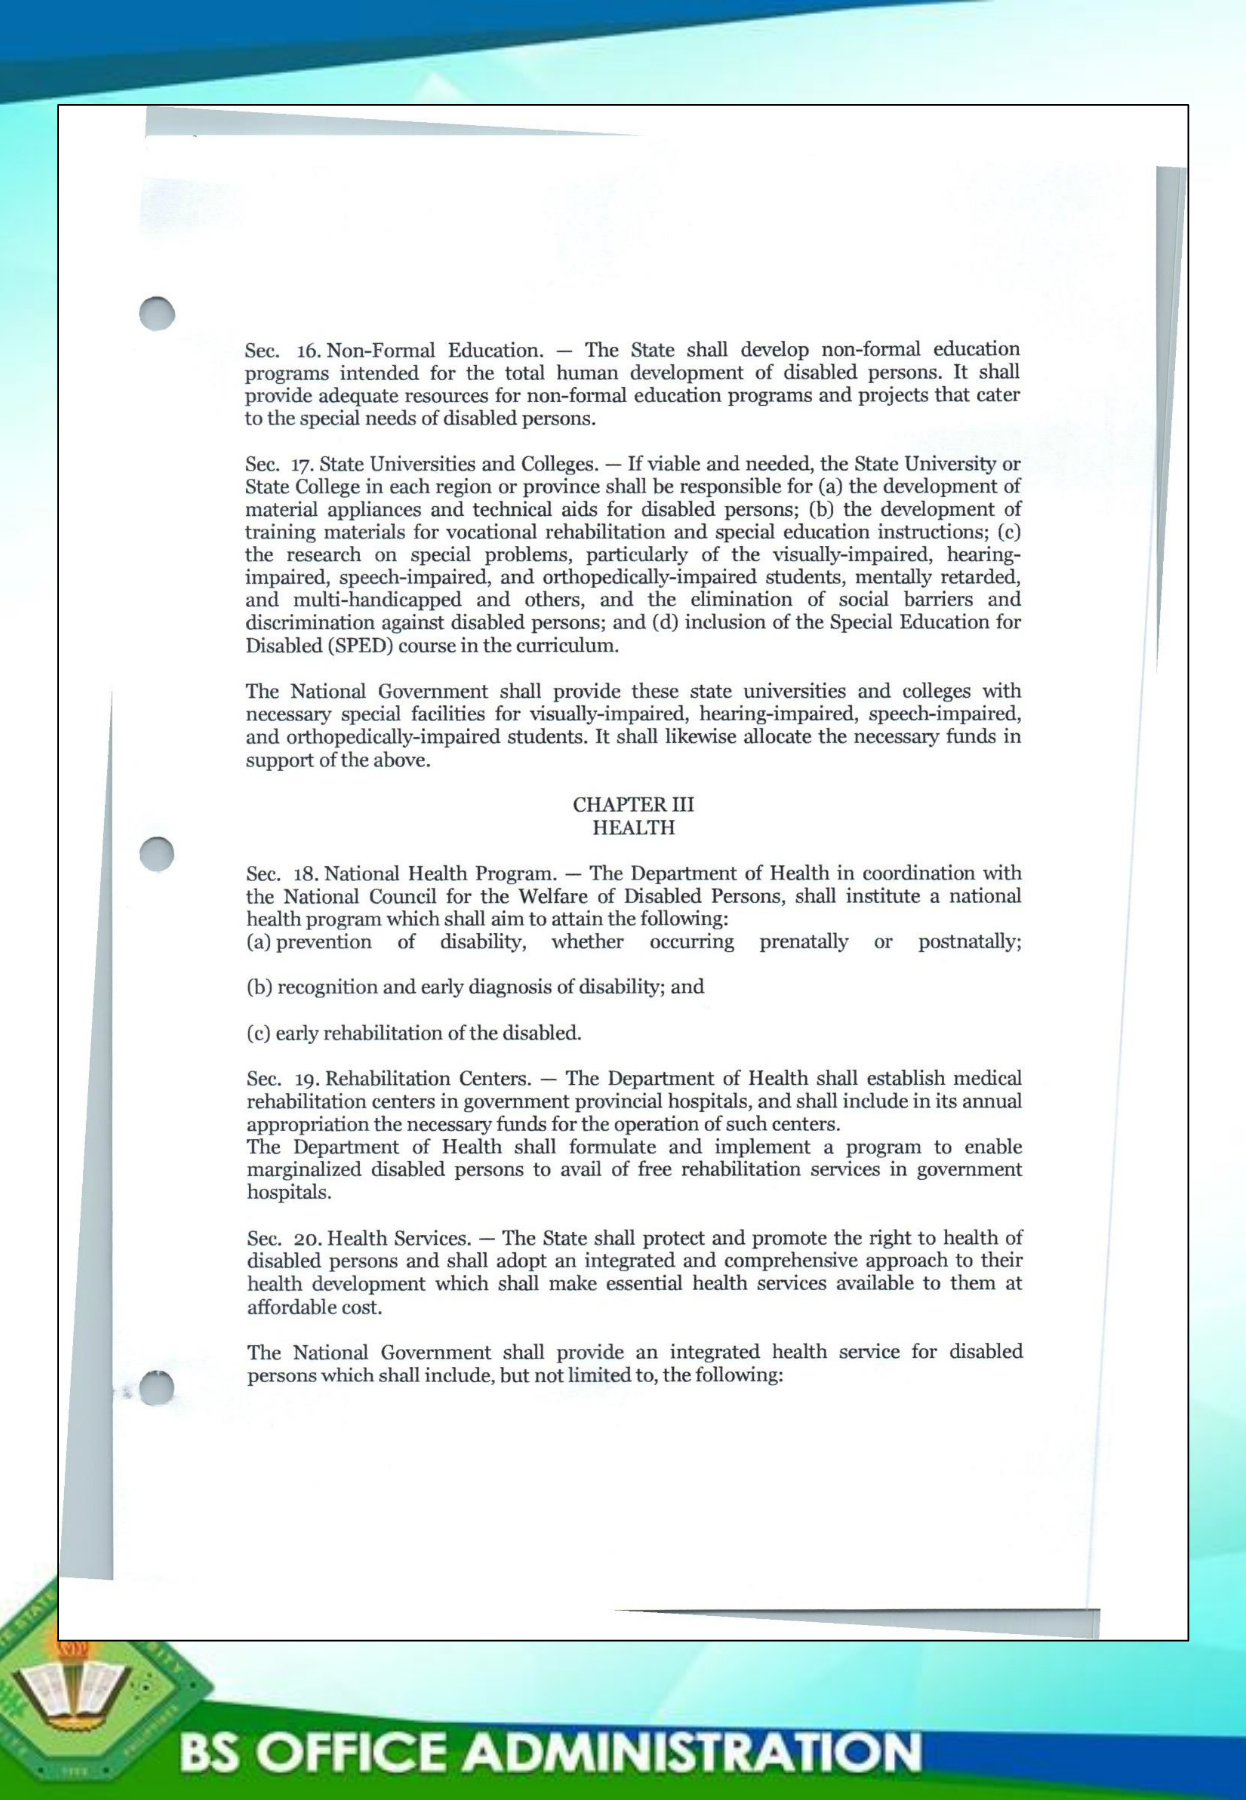 Sec. 16. Non-Formal Education. — The State shall develop non-formal education
programs intended for the total human development of disabled persons. It shall
provide adequate resources for non-formal education programs and projects that cater
to the special needs of disabled persons.
Sec. 17. State Universities and Colleges. — If viable and needed, the State University or
State College in each region or province shall be responsible for (a) the development of
material appliances and technical aids for disabled persons; (b) the development of
training materials for vocational rehabilitation and special education instructions; (c)
the research on special problems, particularly of the visually-impaired, hearing-
impaired, speech-impaired, and orthopedically-impaired students, mentally retarded,
and multi-handicapped and others, and the elimination of social barriers and
discrimination against disabled persons; and (d) inclusion of the Special Education for
Disabled (SPED) course in the curriculum.
The National Government shall provide these state universities and colleges with
necessary special facilities for visually-impaired, hearing-impaired, speech-impaired,
and orthopedically-impaired students. It shall likewise allocate the necessary funds in
support of the above.
CHAPTER III
HEALTH
Sec. 18. National Health Program. — The Department of Health in coordination with
the National Council for the Welfare of Disabled Persons, shall institute a national
health program which shall aim to attain the following:
(a) prevention of disability, whether occurring prenatally or postnatally;
(b) recognition and early diagnosis of disability; and
(c) early rehabilitation of the disabled.
Sec. 19. Rehabilitation Centers. — The Department of Health shall establish medical
rehabilitation centers in government provincial hospitals, and shall include in its annual
appropriation the necessary funds for the operation of such centers.
The Department of Health shall formulate and implement a program to enable
marginalized disabled persons to avail of free rehabilitation services in government
hospitals.
Sec. 20. Health Services. — The State shall protect and promote the right to health of
disabled persons and shall adopt an integrated and comprehensive approach to their
health development which shall make essential health services available to them at
affordable cost.
The National Government shall provide an integrated health service for disabled
persons which shall include, but not limited to, the following:
STATE
PHILIPPINES
BS OFFICE ADMINISTRATION